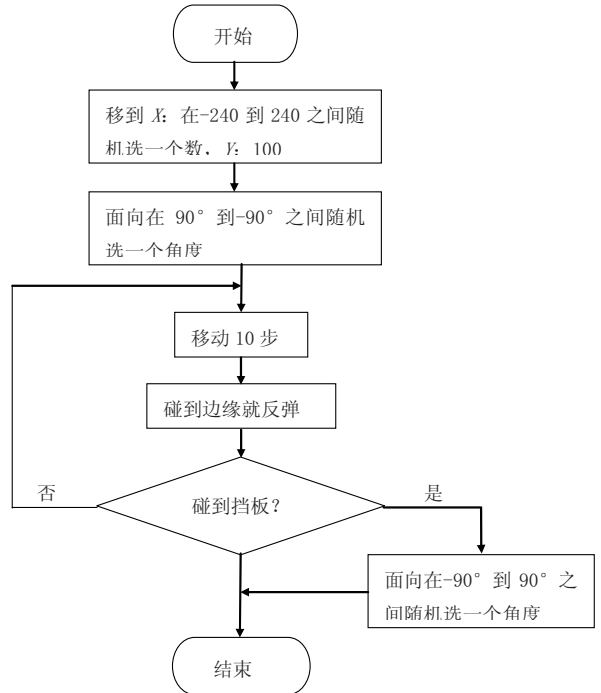 开始
移到 X：在-240 到 240 之间随
机选一个数，Y：100
面向在 90° 到-90° 之间随机
选一个角度
移动 10 步
碰到边缘就反弹
碰到挡板？
否
是
面向在-90° 到 90° 之
间随机选一个角度
结束